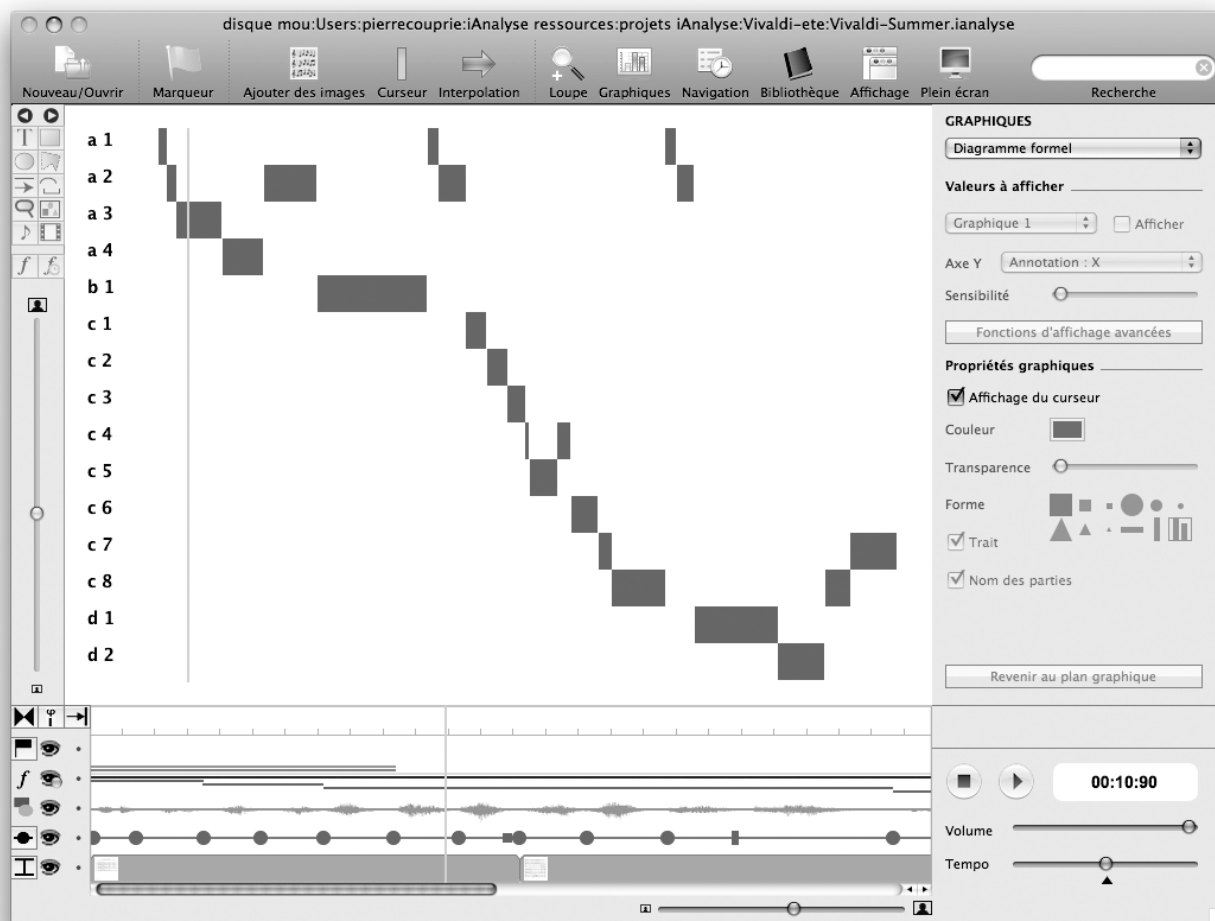 disque mou:Users:pierrecouprie:iAnalyse ressources:projets iAnalyse:Vivaldi-ete:Vivaldi-Summer.ianalyse
Nouveau/Ouvrir Marqueur Ajouter des images Curseur Interpolation Loupe Graphiques Navigation Bibliothèque Affichage Plein écran Recherche
a 1
a 2
a 3
a 4
b 1
c 1
c 2
c 3
c 4
c 5
c 6
c 7
c 8
d 1
d 2
GRAPHIQUES
Diagramme formel
Valeurs à afficher
Graphique 1 Afficher
Axe Y Annotation : X
Sensibilité
Fonctions d'affichage avancées
Propriétés graphiques
Affichage du curseur
Couleur
Transparence
Forme
Trait
Nom des parties
Revenir au plan graphique
00:10:90
Volume
Tempo